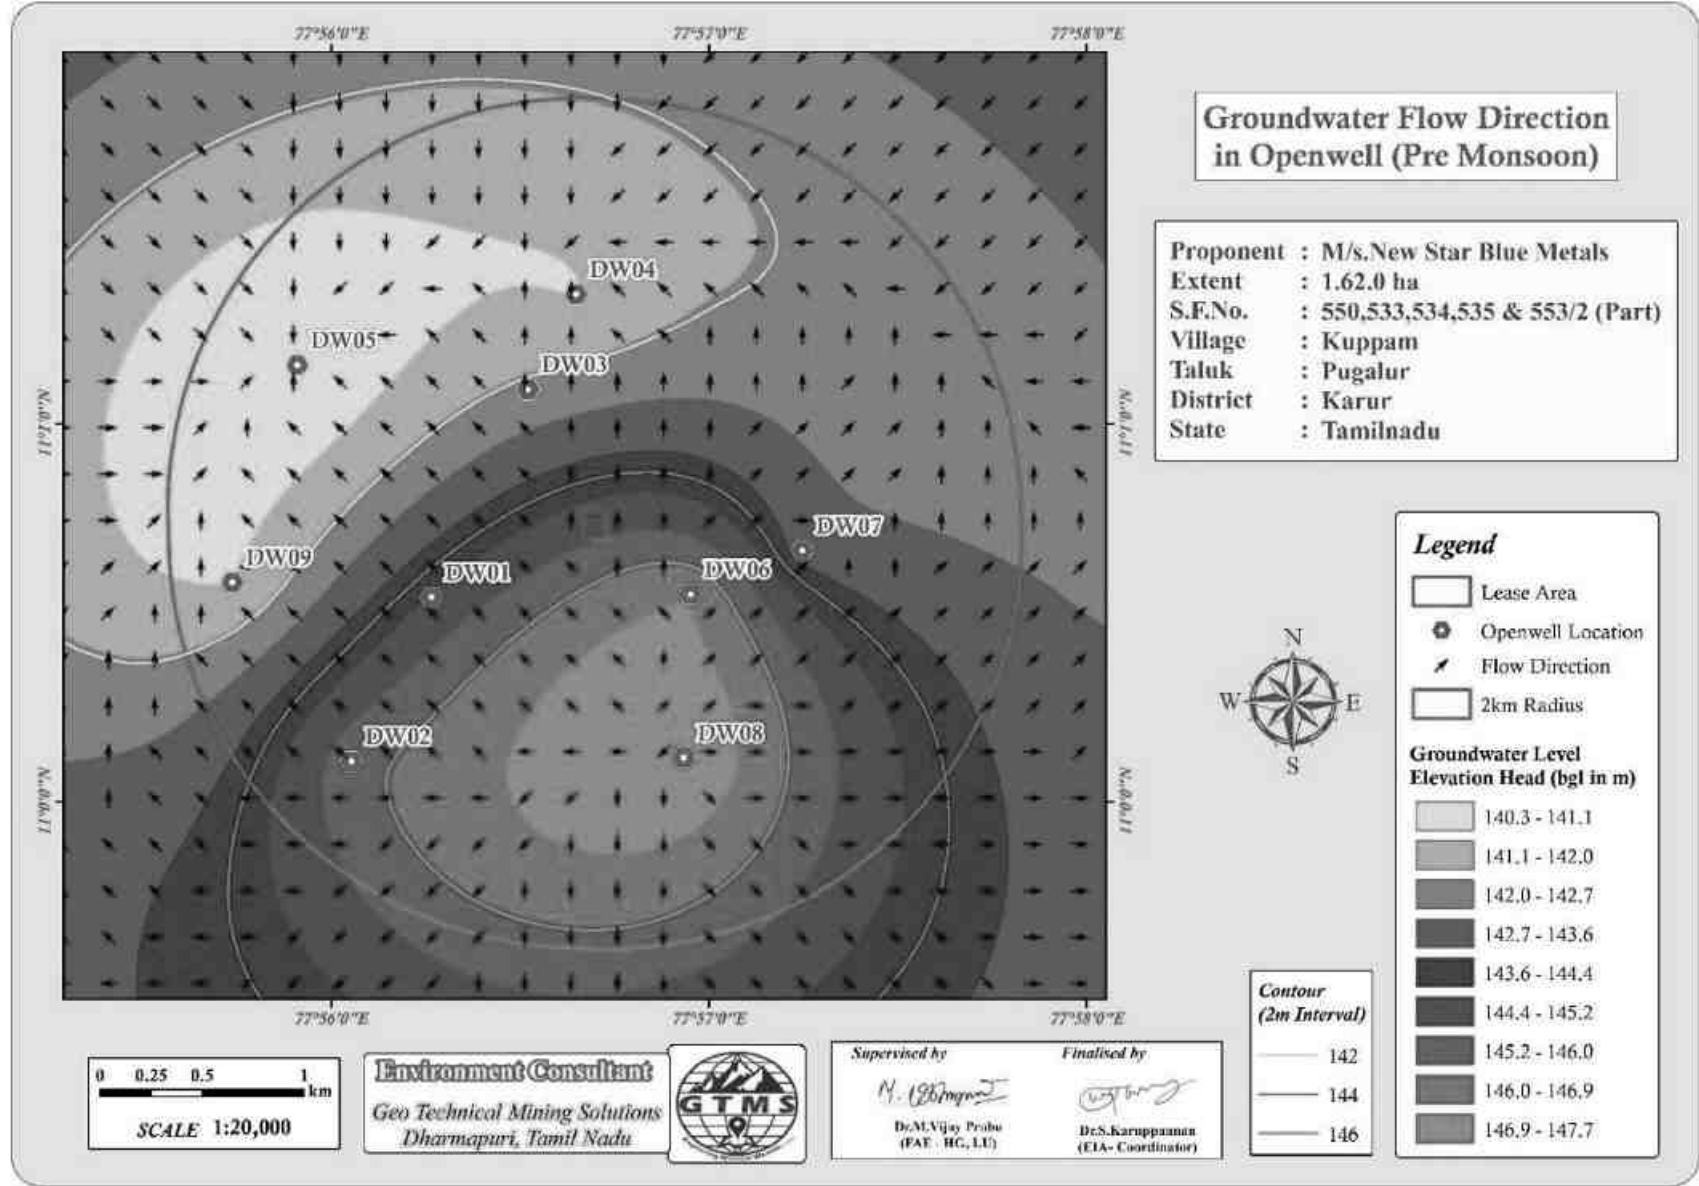 77°56'0"E
77°57'0"E
77°58'0"E
Groundwater Flow Direction
in Openwell (Pre Monsoon)
Proponent : M/s.New Star Blue Metals
Extent : 1.62.0 ha
S.F.No. : 550,533,534,535 & 553/2 (Part)
Village : Kuppam
Taluk : Pugalur
District : Karur
State : Tamilnadu
DW04
DW05
DW03
11°1'0"N
11°1'0"N
DW07
DW09
DW01
DW06
DW02
DW08
11°0'0"N
11°0'0"N
Legend
Lease Area
Openwell Location
Flow Direction
2km Radius
Groundwater Level
Elevation Head (bgl in m)
140.3 - 141.1
141.1 - 142.0
142.0 - 142.7
142.7 - 143.6
143.6 - 144.4
144.4 - 145.2
145.2 - 146.0
146.0 - 146.9
146.9 - 147.7
N
W
E
S
77°56'0"E
77°57'0"E
77°58'0"E
Contour
(2m Interval)
142
144
146
0 0.25 0.5 1
km
SCALE 1:20,000
Environment Consultant
Geo Technical Mining Solutions
Dharmapuri, Tamil Nadu
GTMS
Supervised by
Dr.M.Vijay Prabu
(FAE - HG, LU)
Finalised by
Dr.S.Karuppannan
(EIA- Coordinator)